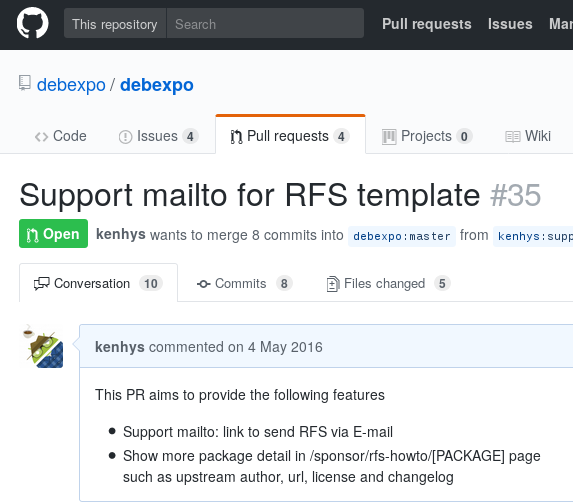 This repository Search Pull requests Issues
debexpo / debexpo
Code Issues 4 Pull requests 4 Projects 0 Wiki
Support mailto for RFS template #35
Open kenhys wants to merge 8 commits into debexpo:master from kenhys:supp
Conversation 10 Commits 8 Files changed 5
kenhys commented on 4 May 2016
This PR aims to provide the following features
• Support mailto: link to send RFS via E-mail
• Show more package detail in /sponsor/rfs-howto/[PACKAGE] page
such as upstream author, url, license and changelog